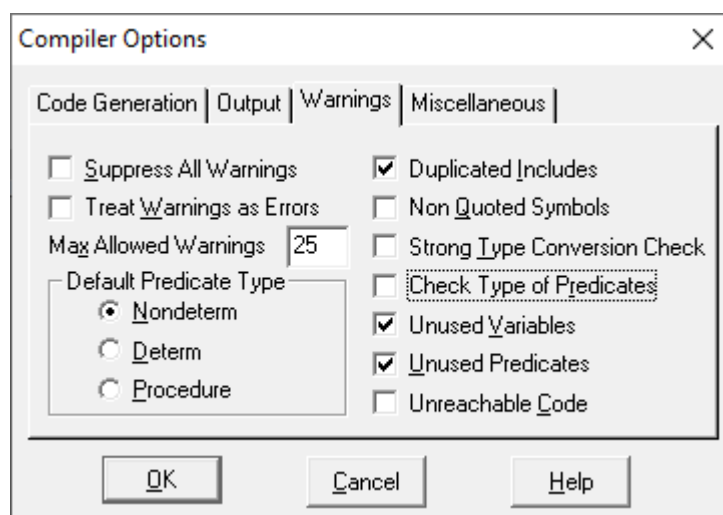 Compiler Options
Code Generation
Output
Warnings
Miscellaneous
Suppress All Warnings
Treat Warnings as Errors
Max Allowed Warnings 25
Default Predicate Type
Nondeterm
Determ
Procedure
Duplicated Includes
Non Quoted Symbols
Strong Type Conversion Check
Check Type of Predicates
Unused Variables
Unused Predicates
Unreachable Code
OK
Cancel
Help